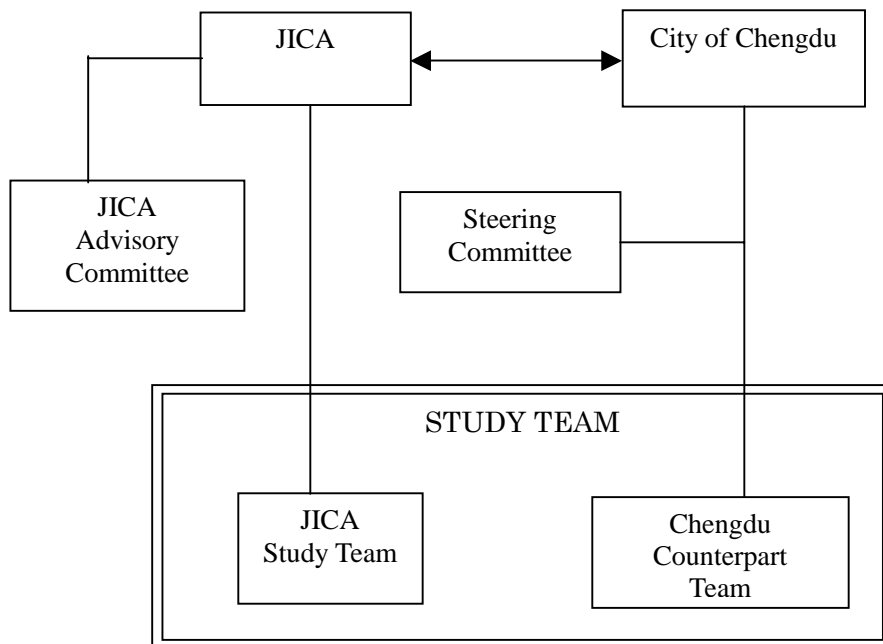 JICA
City of Chengdu
JICA
Advisory
Committee
Steering
Committee
STUDY TEAM
JICA
Study Team
Chengdu
Counterpart
Team